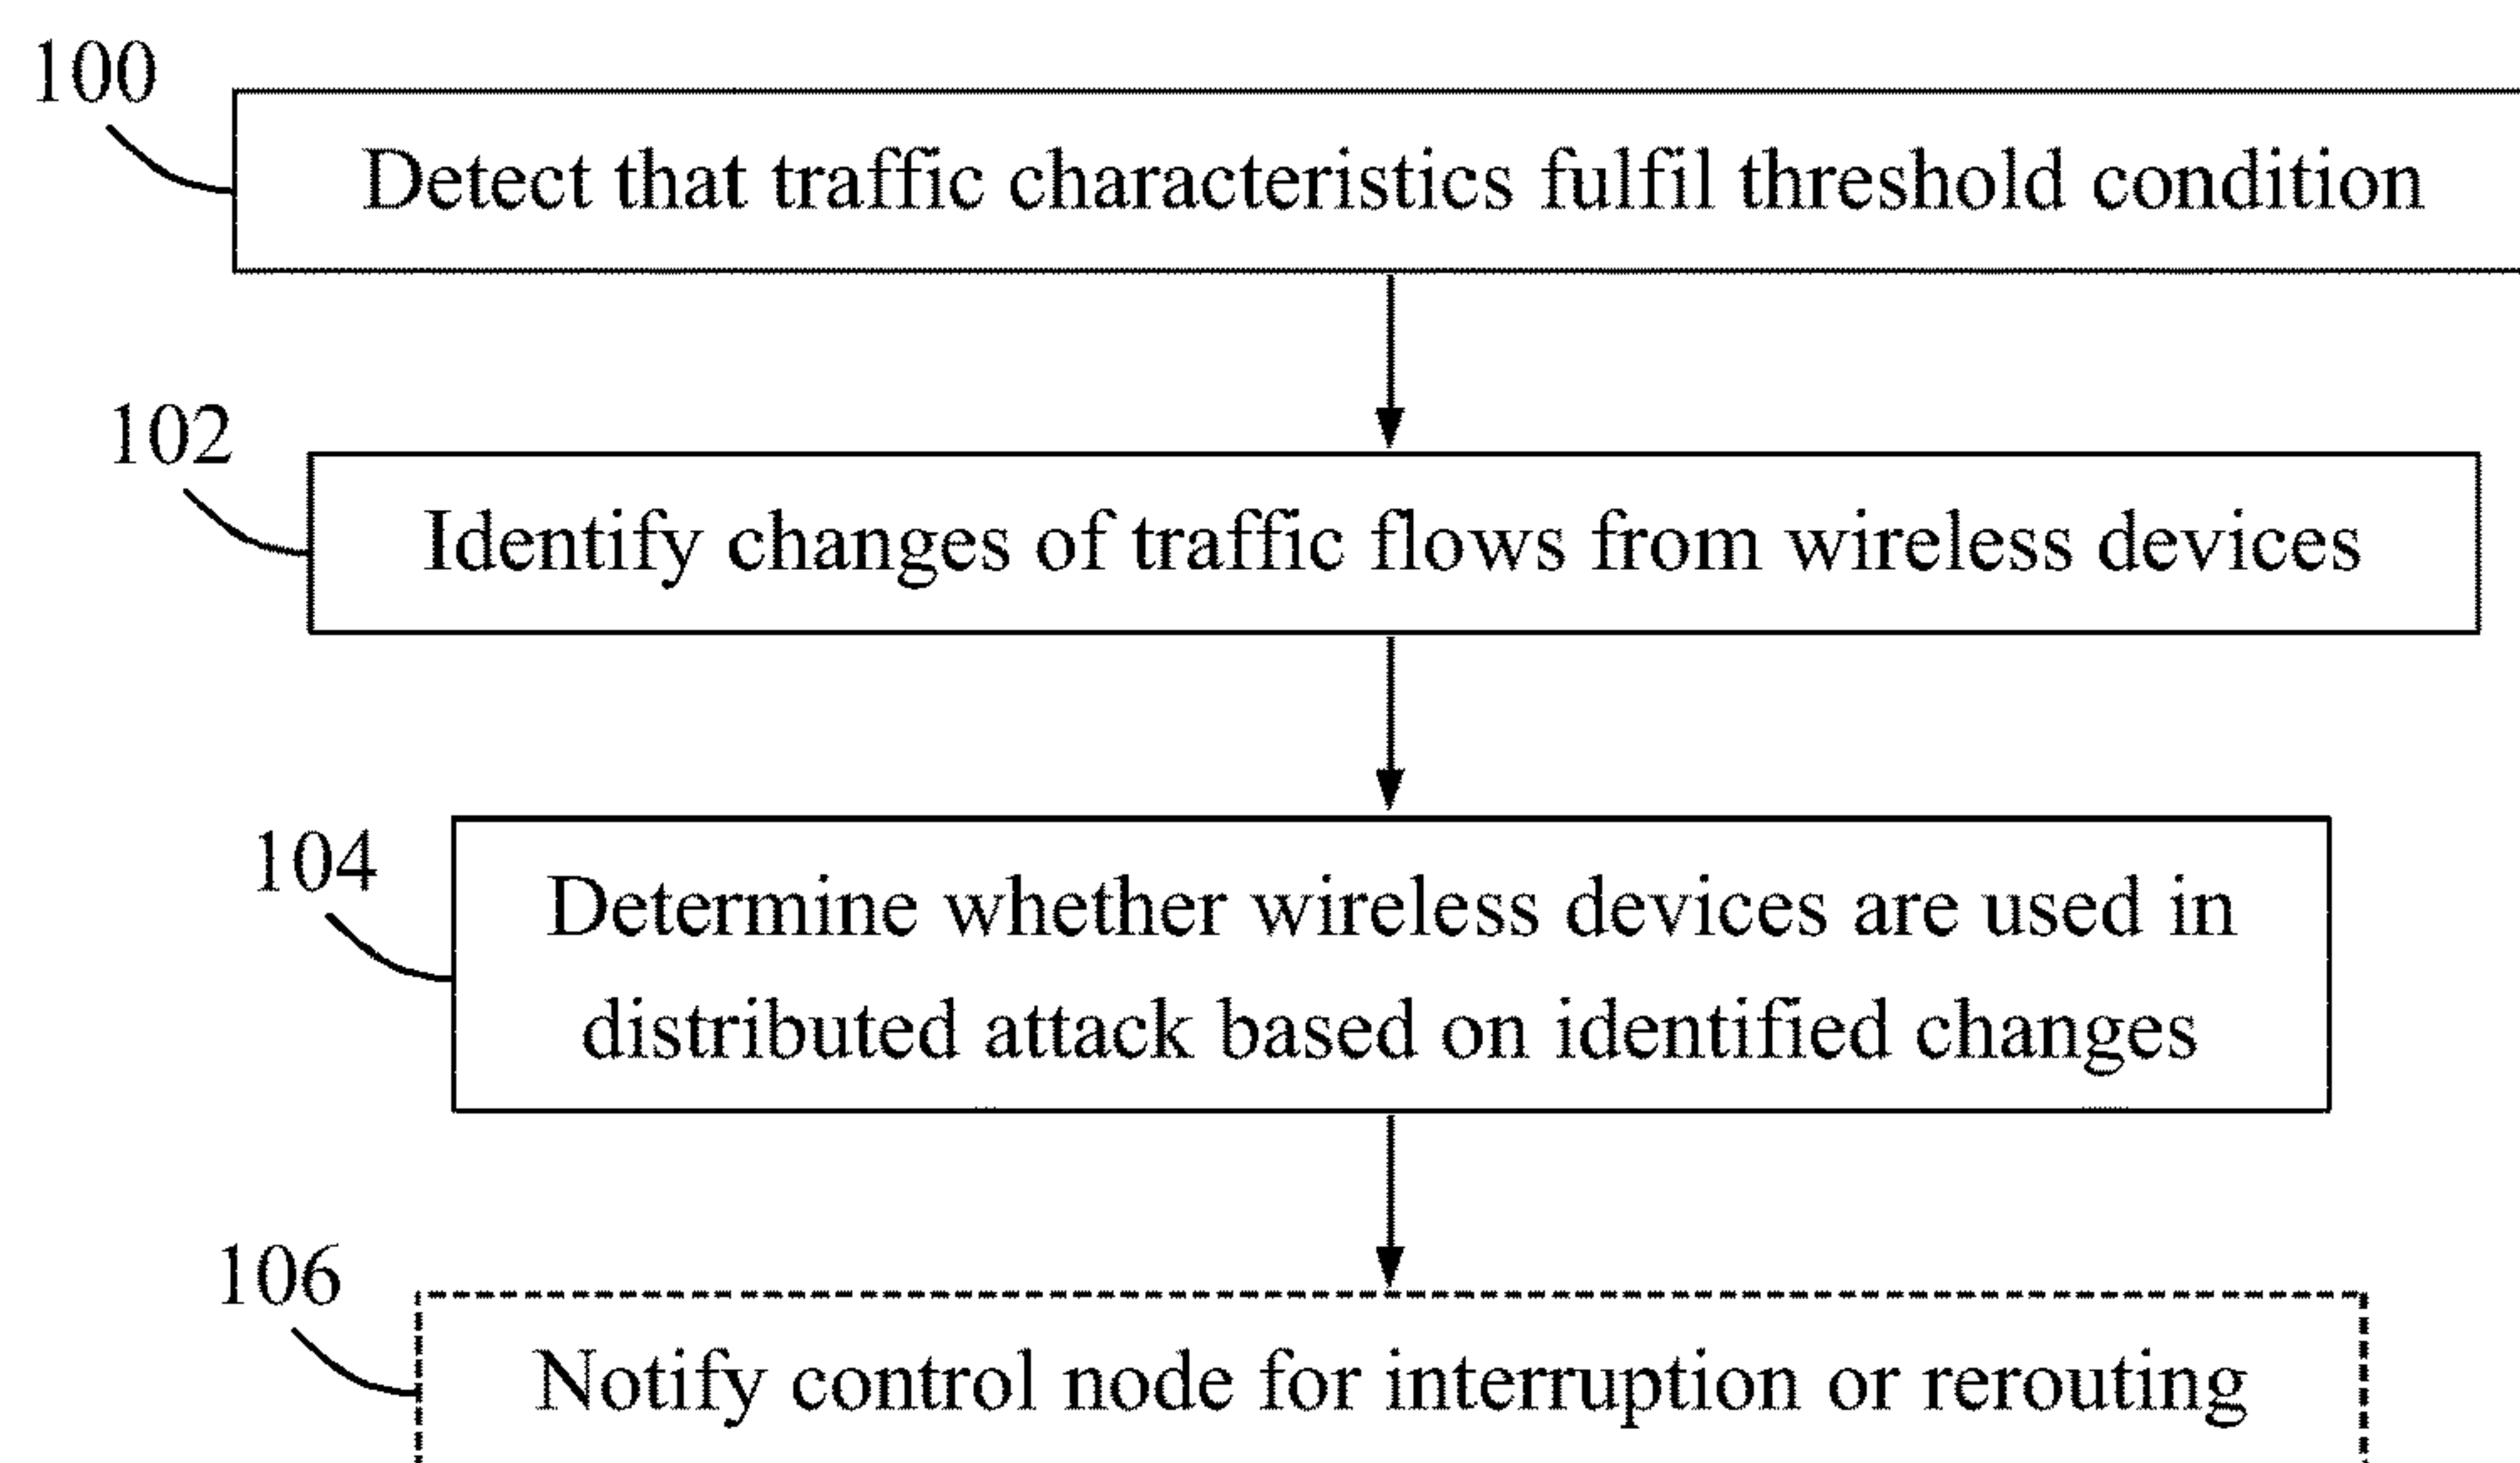 100
Detect that traffic characteristics fulfil threshold condition
102
Identify changes of traffic flows from wireless devices
104
Determine whether wireless devices are used in
distributed attack based on identified changes
106
Notify control node for interruption or rerouting